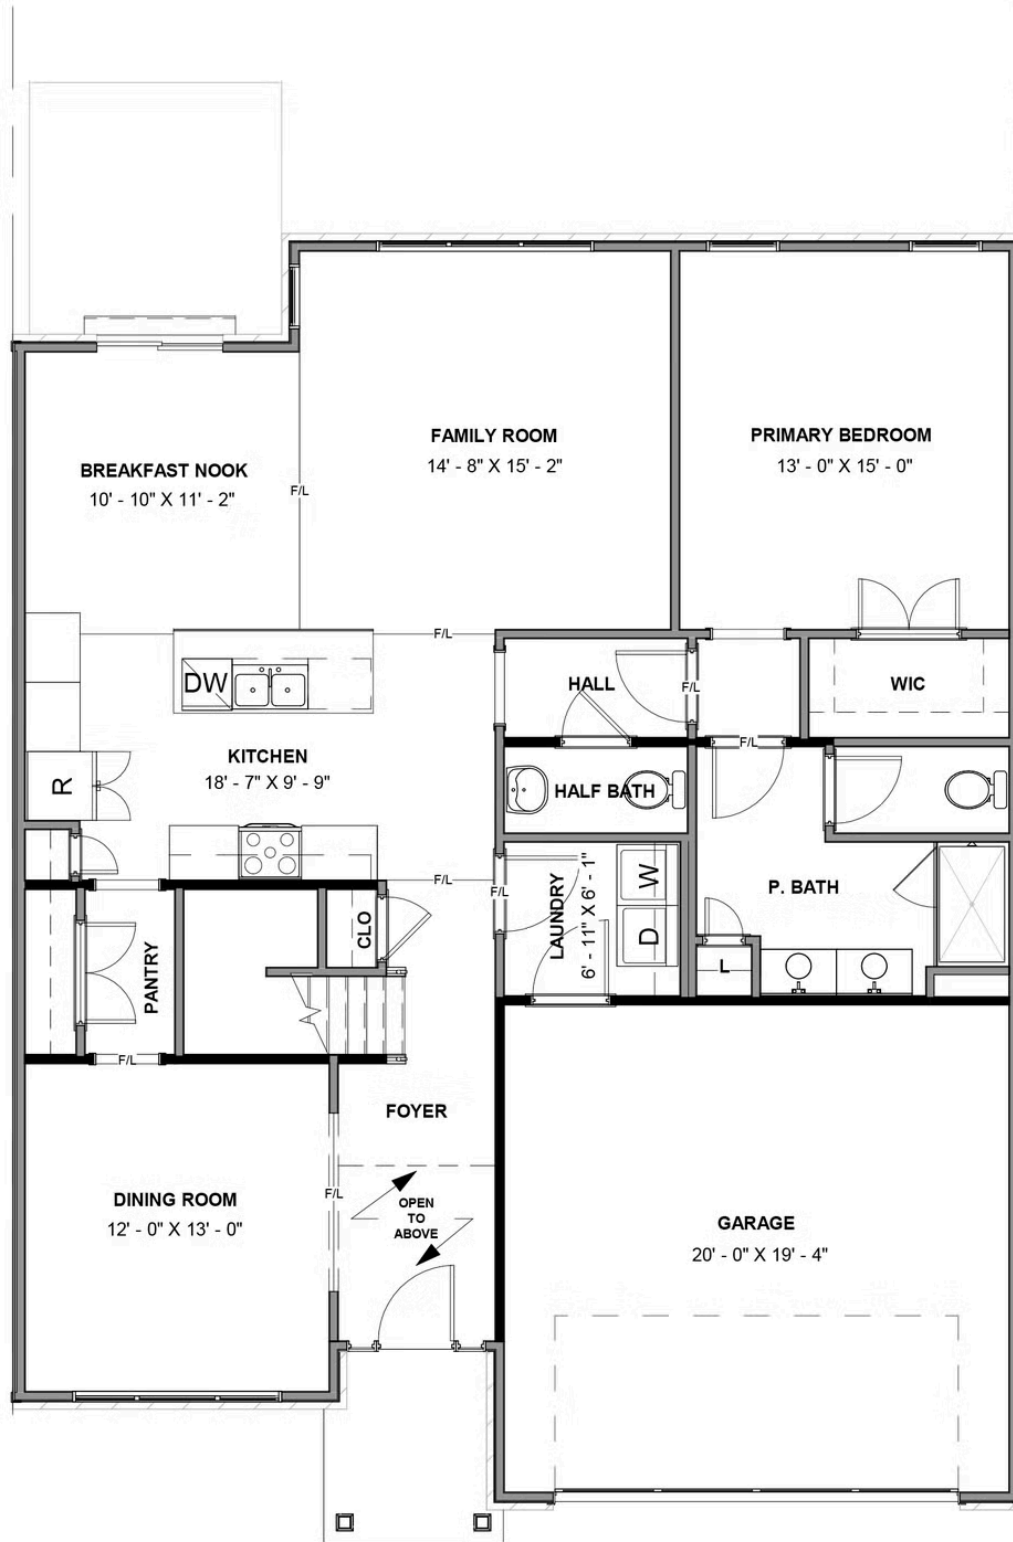 FAMILY ROOM
14' - 8" X 15' - 2"
PRIMARY BEDROOM
13' - 0" X 15' - 0"
BREAKFAST NOOK
10' - 10" X 11' - 2"
F/L
F/L
DW
HALL
F/L
WIC
F/L
KITCHEN
18' - 7" X 9' - 9"
R
HALF BATH
F/L
F/L
LAUNDRY
6' - 11" X 6' - 1"
W
D
P. BATH
L
CLO
PANTRY
F/L
FOYER
DINING ROOM
12' - 0" X 13' - 0"
F/L
OPEN
TO
ABOVE
GARAGE
20' - 0" X 19' - 4"